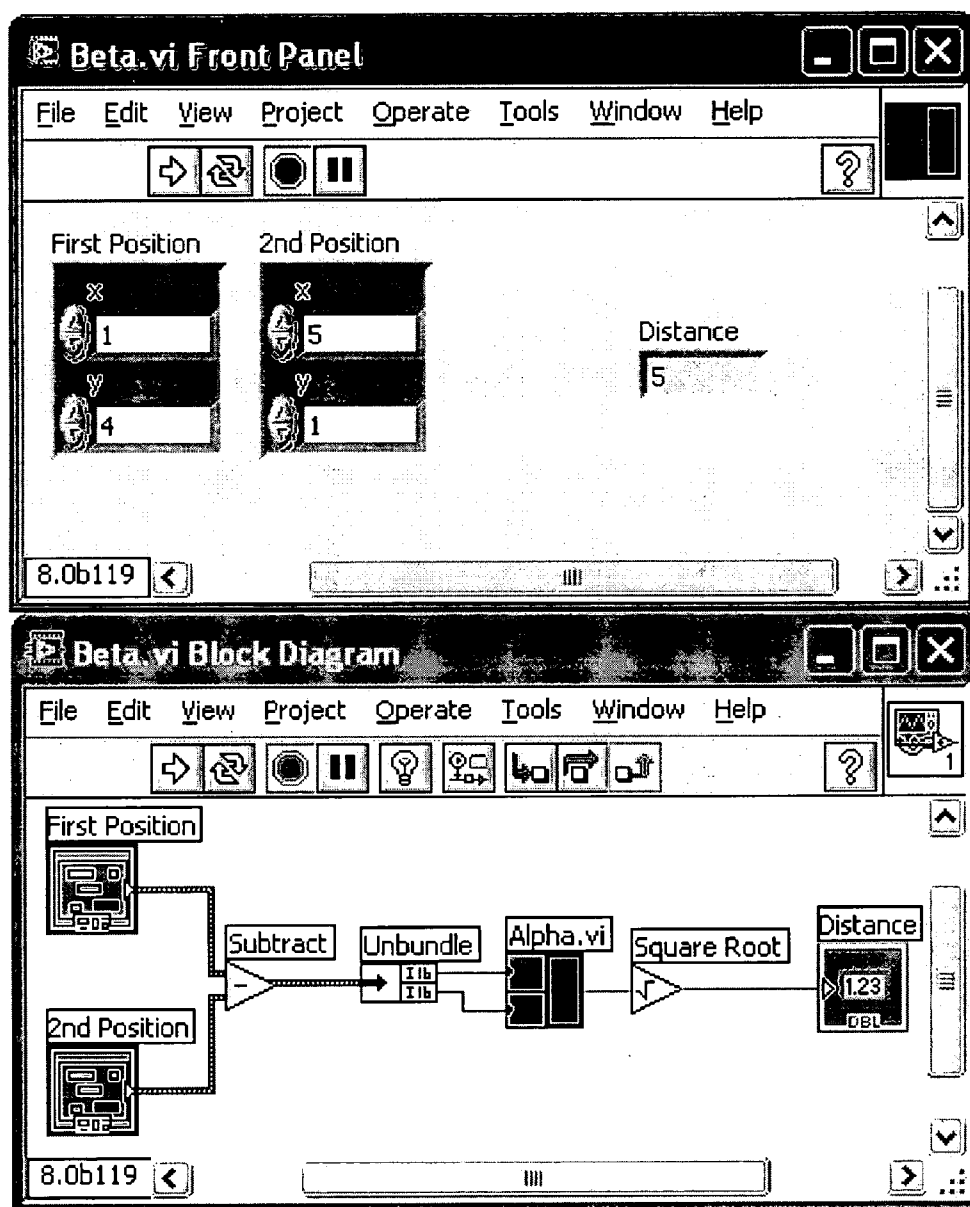 Beta.vi Front Panel
File Edit View Project Operate Tools Window Help
?
First Position 2nd Position
x x
1 5
Distance
5
y y
4 1
8.0b119
Beta.vi Block Diagram
File Edit View Project Operate Tools Window Help
?
1
First Position
Subtract Unbundle Alpha.vi Square Root Distance
1.23
DBL
2nd Position
8.0b119